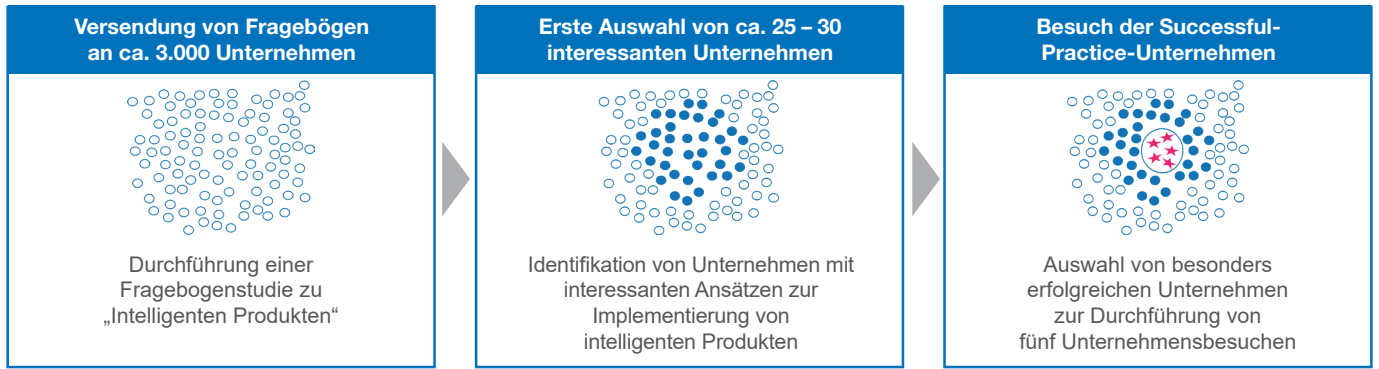 Versendung von Fragebögen
an ca. 3.000 Unternehmen
Durchführung einer
Fragebogenstudie zu
„Intelligenten Produkten“
Erste Auswahl von ca. 25 – 30
interessanten Unternehmen
Identifikation von Unternehmen mit
interessanten Ansätzen zur
Implementierung von
intelligenten Produkten
Besuch der Successful-
Practice-Unternehmen
Auswahl von besonders
erfolgreichen Unternehmen
zur Durchführung von
fünf Unternehmensbesuchen